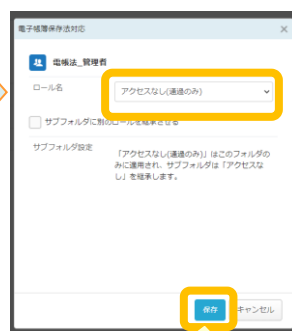 電子帳簿保存法対応
電帳法_管理者
ロール名
アクセスなし(通過のみ)
サブフォルダに別のロールを継承させる
サブフォルダ設定
「アクセスなし(通過のみ)」はこのフォルダの
みに適用され、サブフォルダは「アクセスな
し」を継承します。
保存
キャンセル